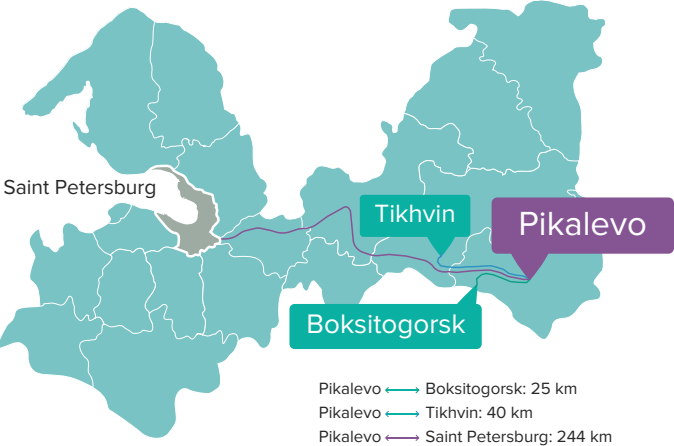 Saint Petersburg
Tikhvin
Pikalevo
Boksitogorsk
Pikalevo ⟷ Boksitogorsk: 25 km
Pikalevo ⟷ Tikhvin: 40 km
Pikalevo ⟷ Saint Petersburg: 244 km